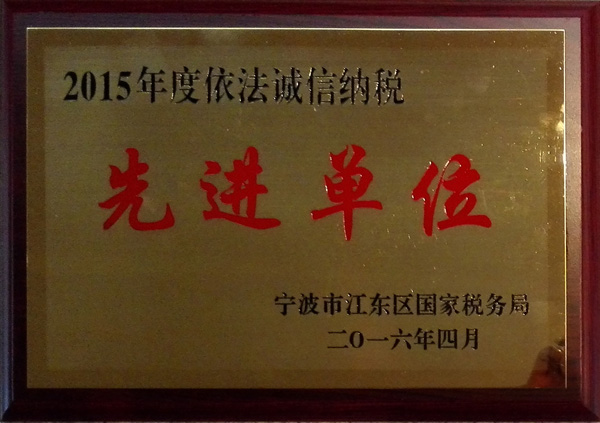 2015年度依法诚信纳税
先进单位
宁波市江东区国家税务局
二〇一六年四月